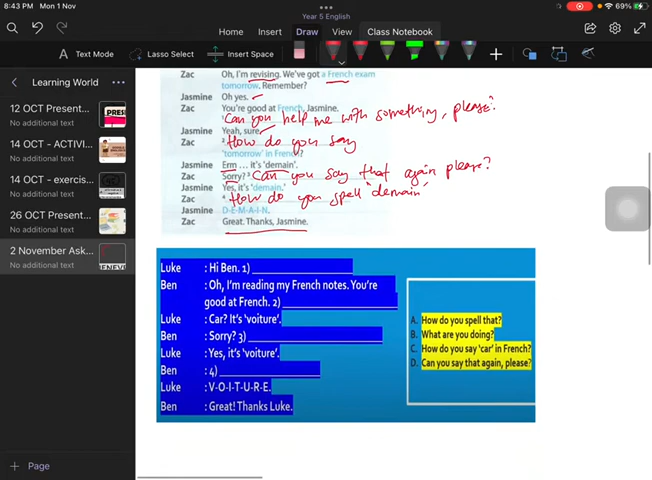 8:43 PM Mon 1 Nov
69%
Year 5 English
Home Insert Draw View Class Notebook
Text Mode
Lasso Select
Insert Space
Learning World
12 OCT Present...
No additional text
14 OCT - ACTIVI...
No additional text
14 OCT - exercis...
No additional text
26 OCT Present...
No additional text
2 November Ask...
No additional text
Page
Zac Oh, I'm revising. We've got a French exam
tomorrow. Remember?
Jasmine Oh yes.
Zac You're good at French, Jasmine.
1 Can you help me with something, please?
Jasmine Yeah, sure.
Zac 2 How do you say
'tomorrow' in French?
Jasmine Erm ... it's 'demain'.
Zac Sorry? 3 Can you say that again please?
Jasmine Yes, it's 'demain.'
Zac 4 How do you spell "demain"
Jasmine D-E-M-A-I-N.
Zac Great. Thanks, Jasmine.
Luke : Hi Ben. 1)
Ben : Oh, I'm reading my French notes. You're
good at French. 2)
Luke : Car? It's 'voiture'.
Ben : Sorry? 3)
Luke : Yes, it's 'voiture'.
Ben : 4)
Luke : V-O-I-T-U-R-E.
Ben : Great! Thanks Luke.
A. How do you spell that?
B. What are you doing?
C. How do you say 'car' in French?
D. Can you say that again, please?